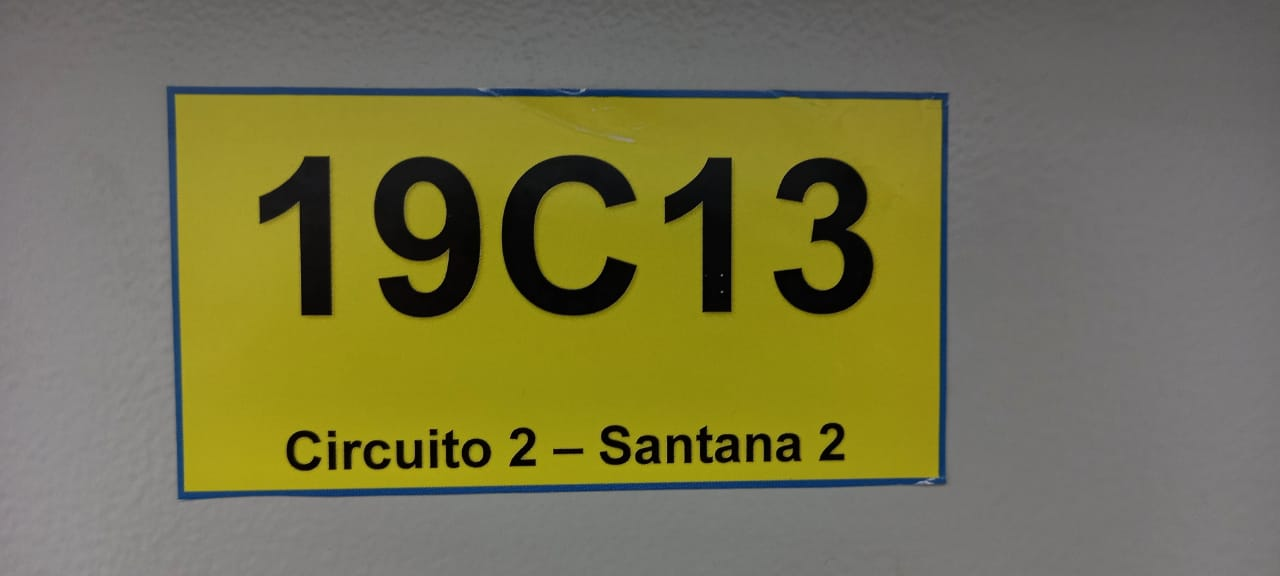 19C13
Circuito 2 – Santana 2